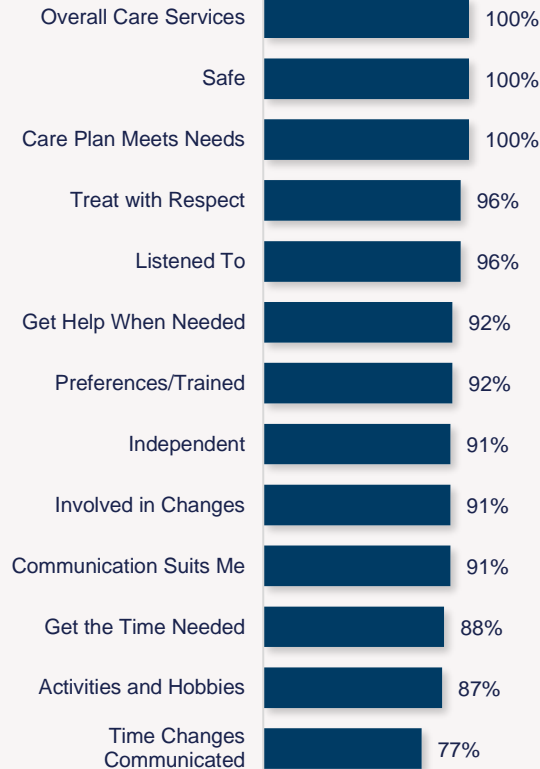 Overall Care Services 100%
Safe 100%
Care Plan Meets Needs 100%
Treat with Respect 96%
Listened To 96%
Get Help When Needed 92%
Preferences/Trained 92%
Independent 91%
Involved in Changes 91%
Communication Suits Me 91%
Get the Time Needed 88%
Activities and Hobbies 87%
Time Changes
Communicated 77%